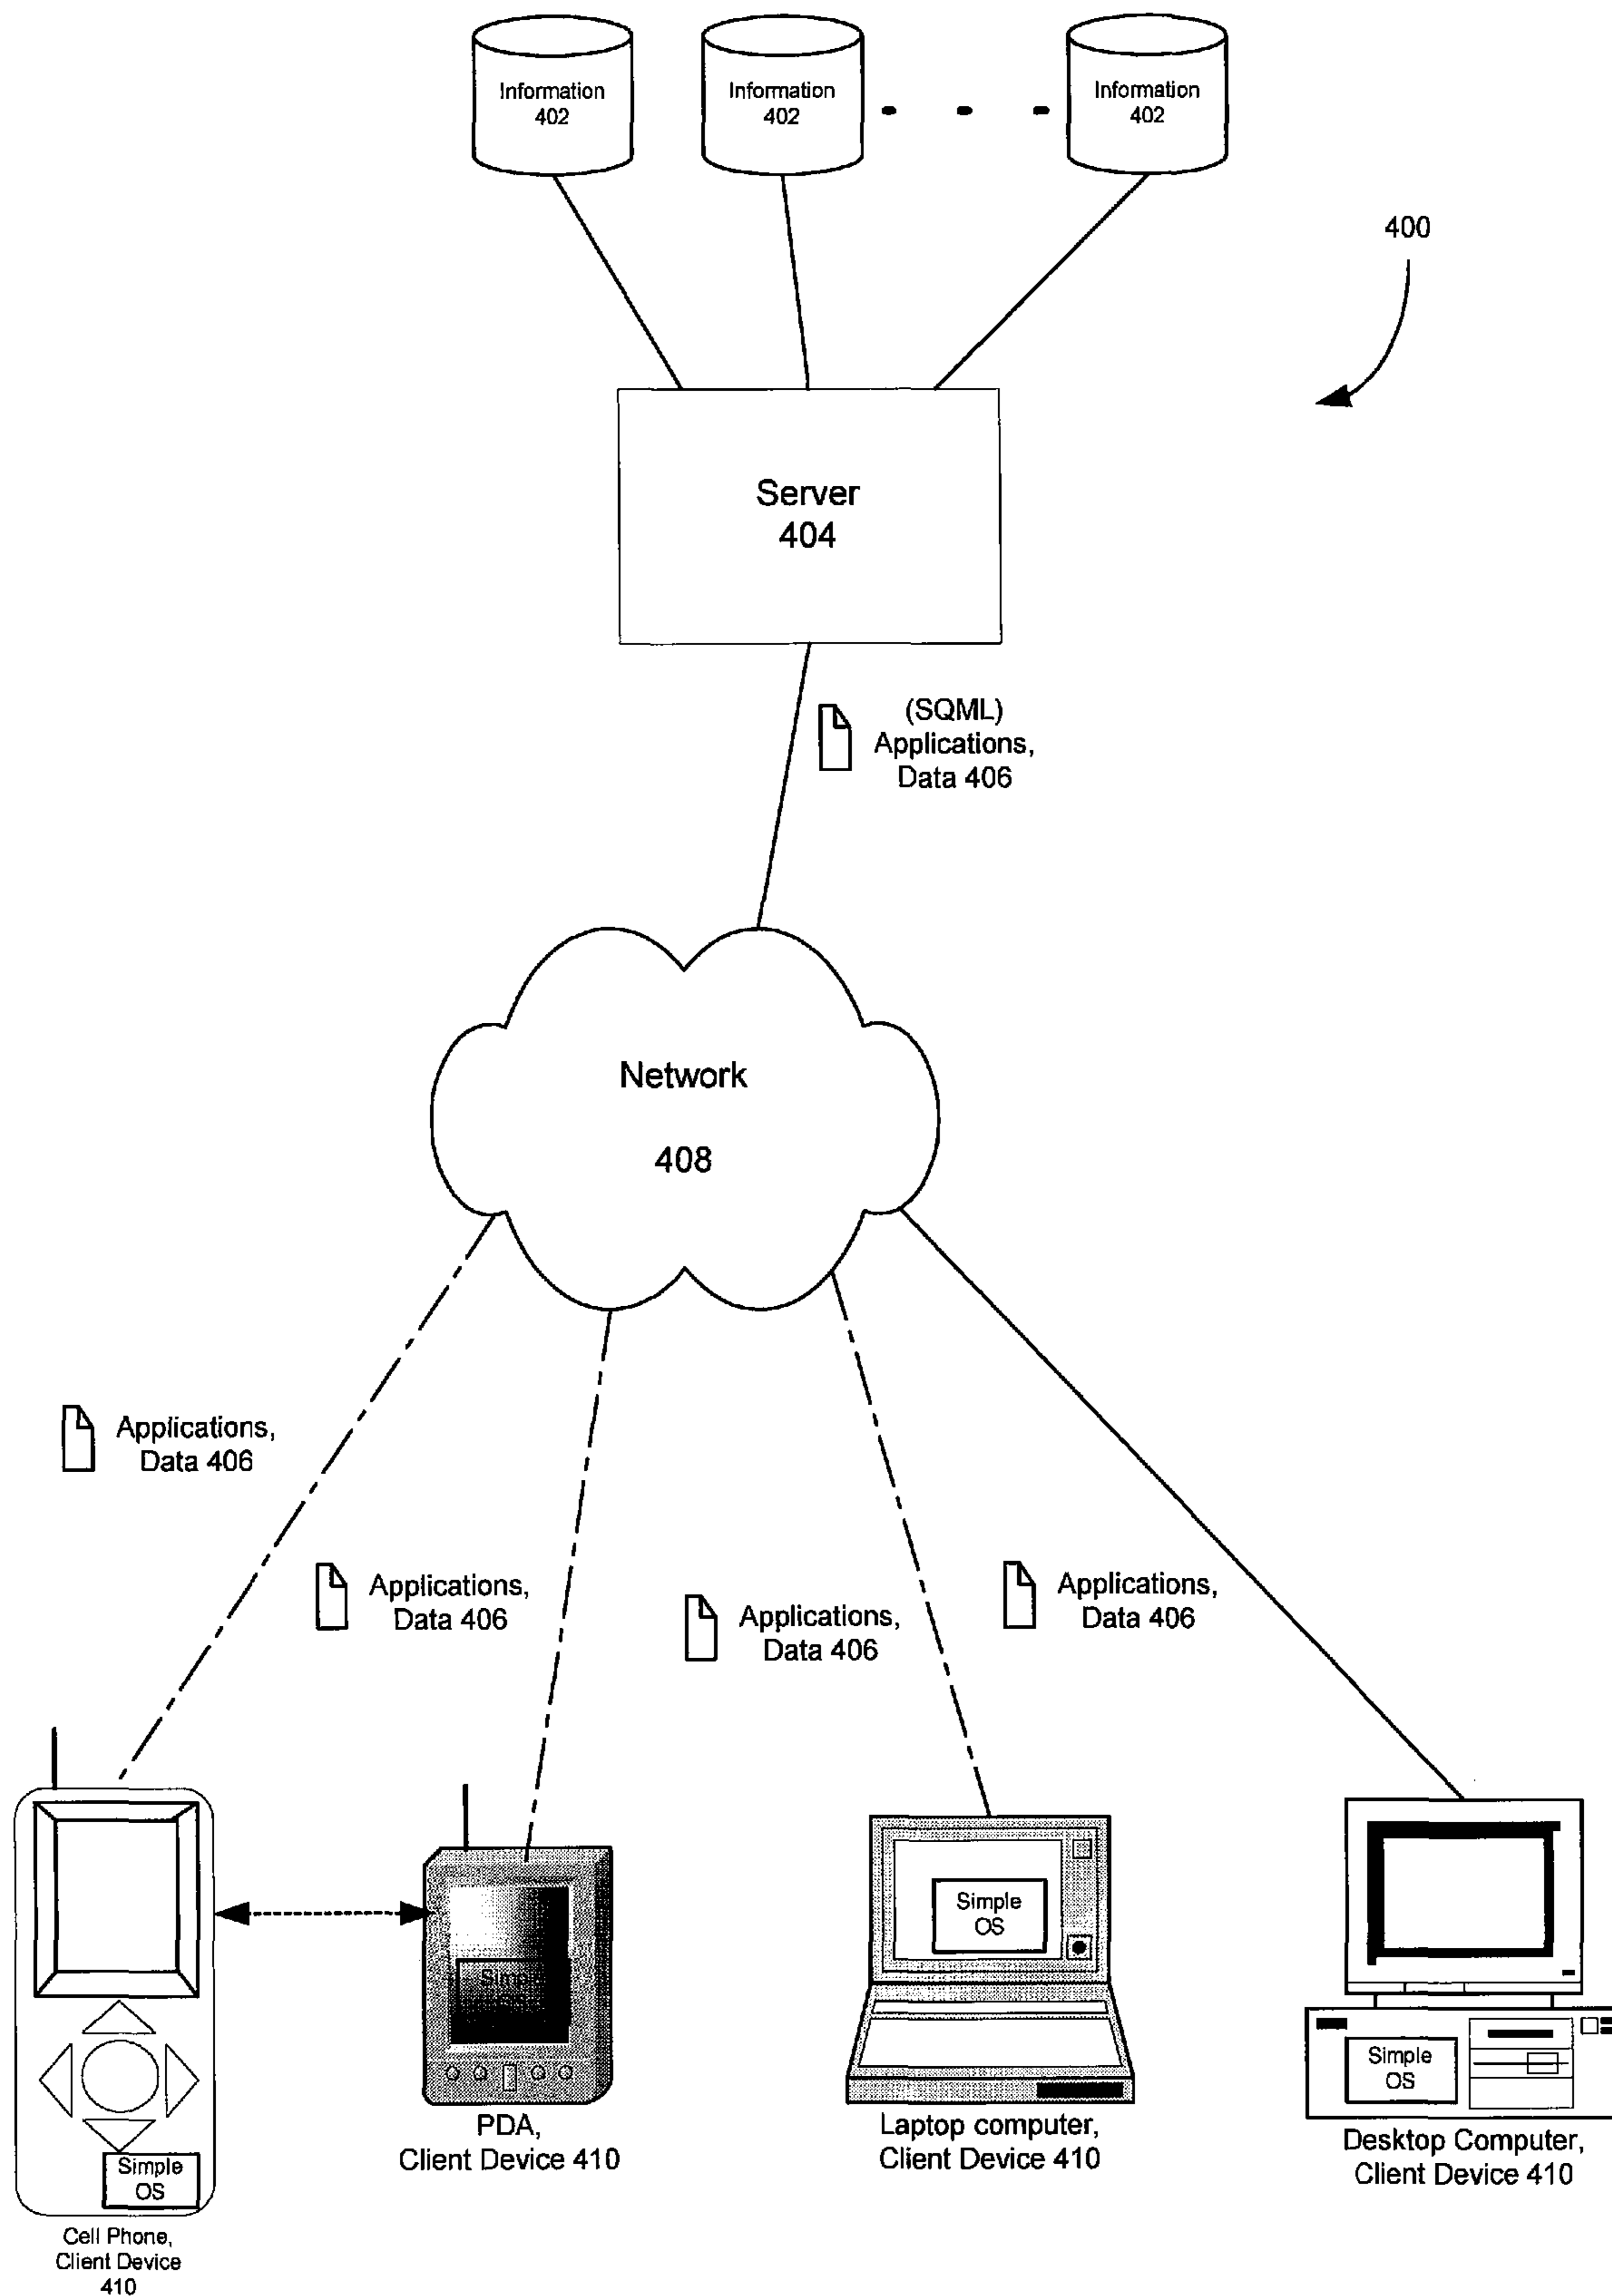 Information
402
Information
402
Information
402
400
Server
404
(SQML)
Applications,
Data 406
Network
408
Applications,
Data 406
Applications,
Data 406
Applications,
Data 406
Applications,
Data 406
Simple
OS
Simple
OS
Simple
OS
PDA,
Client Device 410
Laptop computer,
Client Device 410
Desktop Computer,
Client Device 410
Simple
OS
Cell Phone,
Client Device
410